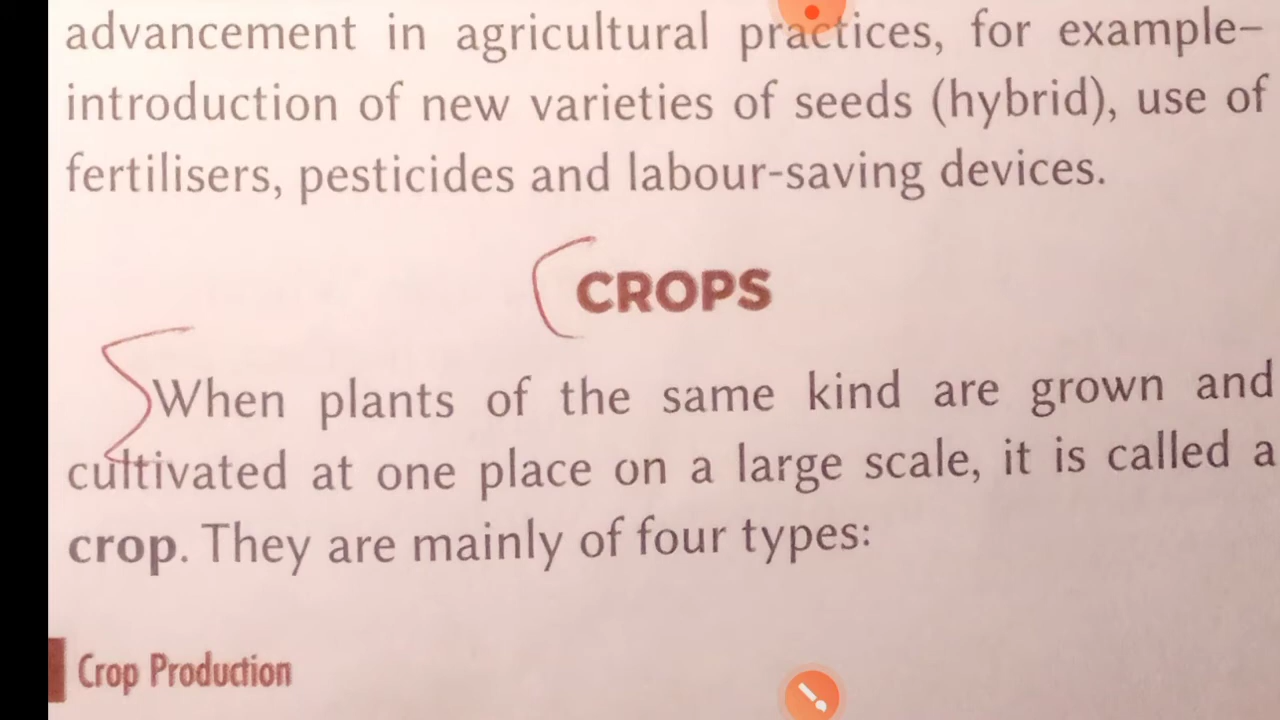 advancement in agricultural practices, for example–
introduction of new varieties of seeds (hybrid), use of
fertilisers, pesticides and labour-saving devices.
CROPS
When plants of the same kind are grown and
cultivated at one place on a large scale, it is called a
crop. They are mainly of four types:
Crop Production